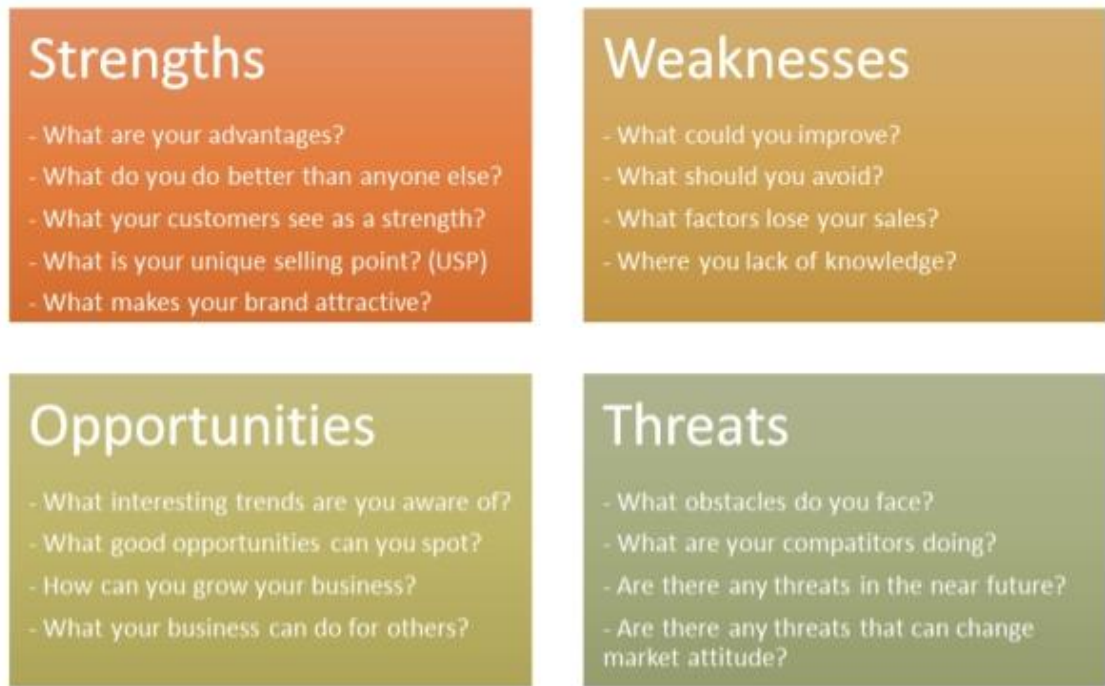 Strengths
- What are your advantages?
- What do you do better than anyone else?
- What your customers see as a strength?
- What is your unique selling point? (USP)
- What makes your brand attractive?
Weaknesses
- What could you improve?
- What should you avoid?
- What factors lose your sales?
- Where you lack of knowledge?
Opportunities
- What interesting trends are you aware of?
- What good opportunities can you spot?
- How can you grow your business?
- What your business can do for others?
Threats
- What obstacles do you face?
- What are your compatitors doing?
- Are there any threats in the near future?
- Are there any threats that can change
market attitude?